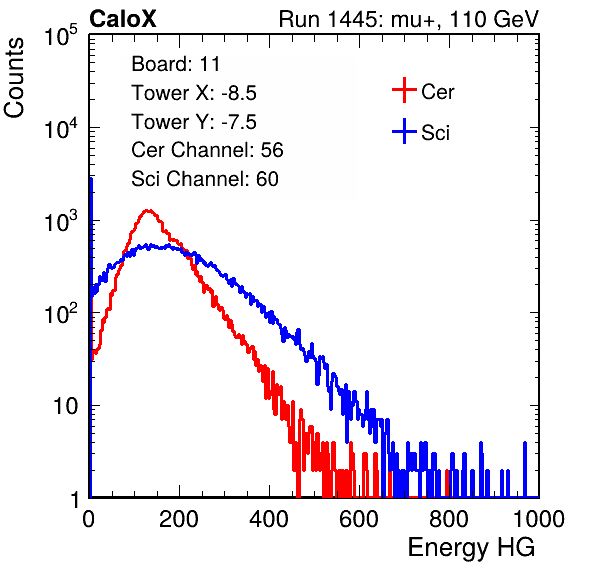 CaloX Run 1445: mu+, 110 GeV
Counts
Board: 11
Tower X: -8.5
Tower Y: -7.5
Cer Channel: 56
Sci Channel: 60
Cer
Sci
10^5
10^4
10^3
10^2
10
1
0 200 400 600 800 1000
Energy HG